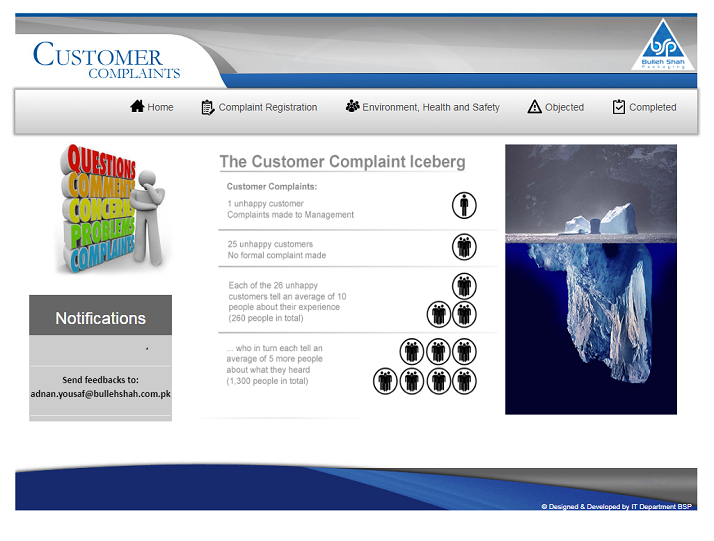 CUSTOMER
COMPLAINTS
bsp
Bulleh Shah
Packaging
Home
Complaint Registration
Environment, Health and Safety
Objected
Completed
QUESTIONS
COMMENTS
CONCERNS
PROBLEMS
COMPLAINTS
Notifications
Send feedbacks to:
adnan.yousaf@bullehshah.com.pk
The Customer Complaint Iceberg
Customer Complaints:
1 unhappy customer
Complaints made to Management
25 unhappy customers
No formal complaint made
Each of the 26 unhappy
customers tell an average of 10
people about their experience
(260 people in total)
... who in turn each tell an
average of 5 more people
about what they heard
(1,300 people in total)
© Designed & Developed by IT Department BSP